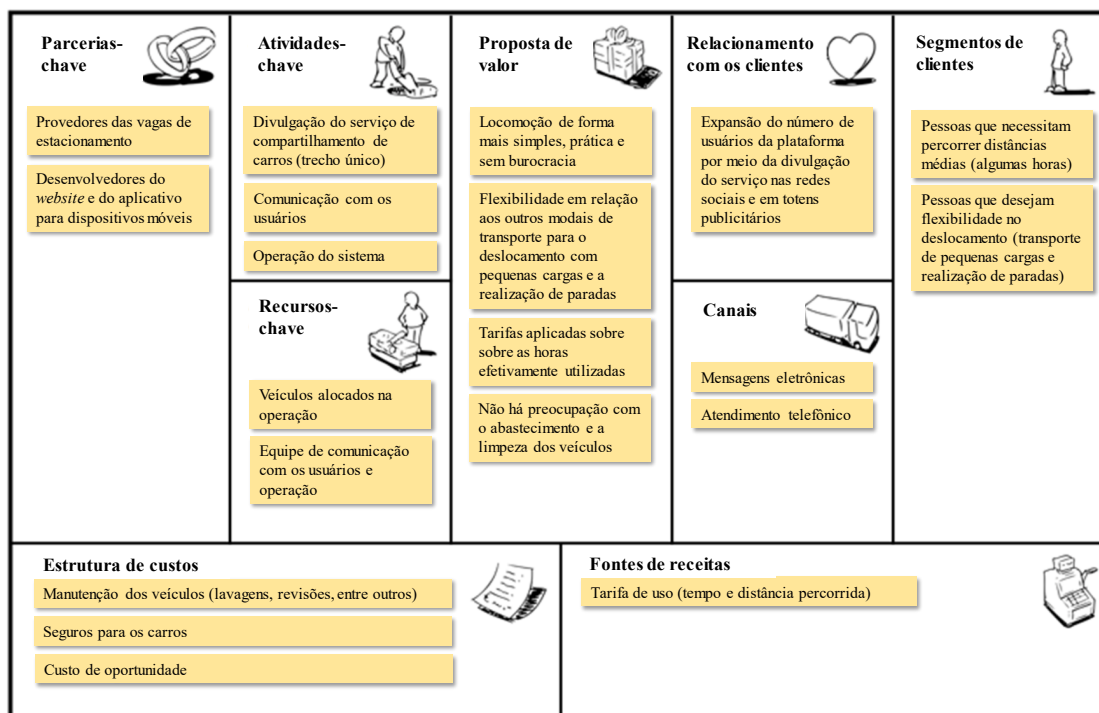 Parcerias-
chave
Provedores das vagas de
estacionamento
Desenvolvedores do
website e do aplicativo
para dispositivos móveis
Atividades-
chave
Divulgação do serviço de
compartilhamento de
carros (trecho único)
Comunicação com os
usuários
Operação do sistema
Recursos-
chave
Veículos alocados na
operação
Equipe de comunicação
com os usuários e
operação
Proposta de
valor
Locomoção de forma
mais simples, prática e
sem burocracia
Flexibilidade em relação
aos outros modais de
transporte para o
deslocamento com
pequenas cargas e a
realização de paradas
Tarifas aplicadas sobre
sobre as horas
efetivamente utilizadas
Não há preocupação com
o abastecimento e a
limpeza dos veículos
Relacionamento
com os clientes
Expansão do número de
usuários da plataforma
por meio da divulgação
do serviço nas redes
sociais e em totens
publicitários
Canais
Mensagens eletrônicas
Atendimento telefônico
Segmentos de
clientes
Pessoas que necessitam
percorrer distâncias
médias (algumas horas)
Pessoas que desejam
flexibilidade no
deslocamento (transporte
de pequenas cargas e
realização de paradas)
Estrutura de custos
Manutenção dos veículos (lavagens, revisões, entre outros)
Seguros para os carros
Custo de oportunidade
Fontes de receitas
Tarifa de uso (tempo e distância percorrida)